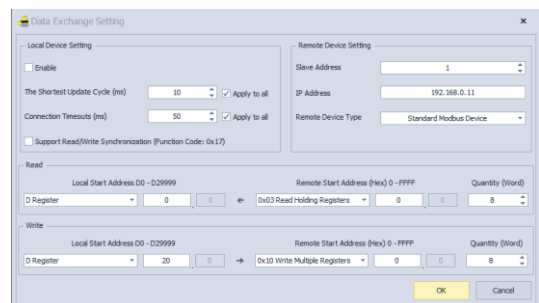 Data Exchange Setting
Local Device Setting
Enable
The Shortest Update Cycle (ms) 10 Apply to all
Connection Timeouts (ms) 50 Apply to all
Support Read/Write Synchronization (Function Code: 0x17)
Remote Device Setting
Slave Address 1
IP Address 192.168.0.11
Remote Device Type Standard Modbus Device
Read
Local Start Address D0 - D29999 Remote Start Address (Hex) 0 - FFFF Quantity (Word)
D Register 0 . 0 ← 0x03 Read Holding Registers 0 . 0 8
Write
Local Start Address D0 - D29999 Remote Start Address (Hex) 0 - FFFF Quantity (Word)
D Register 20 . 0 → 0x10 Write Multiple Registers 0 . 0 8
OK Cancel